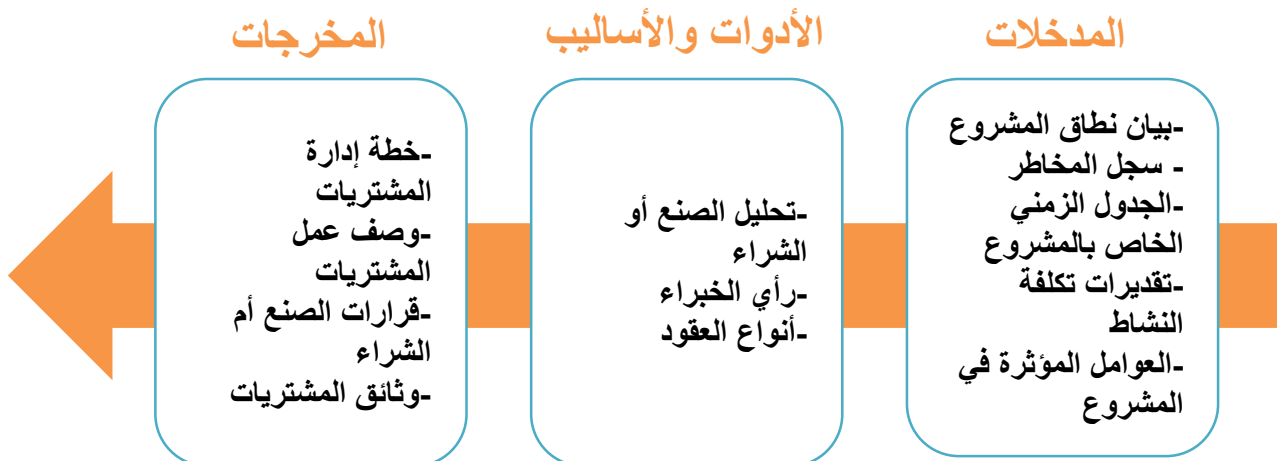 المدخلات
-بيان نطاق المشروع
- سجل المخاطر
-الجدول الزمني
الخاص بالمشروع
-تقديرات تكلفة
النشاط
-العوامل المؤثرة في
المشروع
الأدوات والأساليب
-تحليل الصنع أو
الشراء
-رأي الخبراء
-أنواع العقود
المخرجات
-خطة إدارة
المشتريات
-وصف عمل
المشتريات
-قرارات الصنع أم
الشراء
-وثائق المشتريات